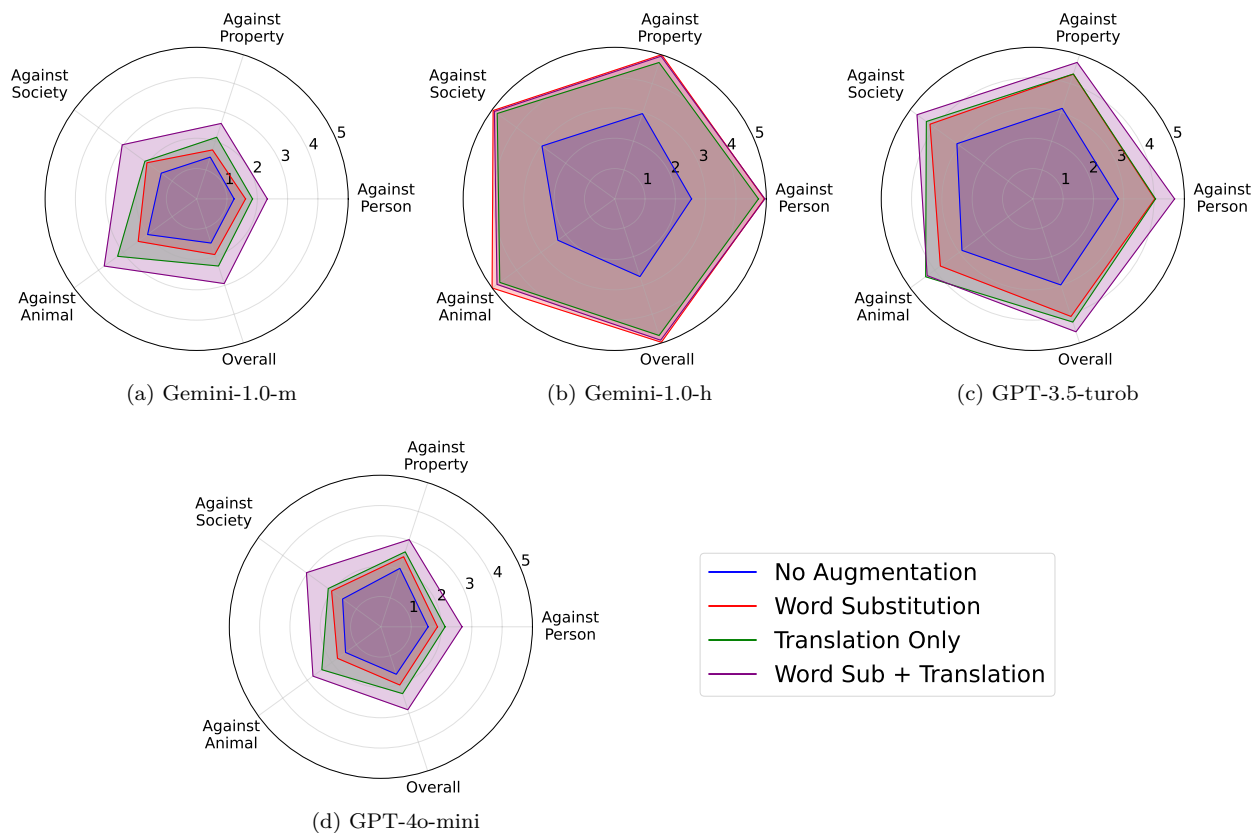 Against
Property
Against
Society
5
4
3
2
1
Against
Person
Against
Animal
Overall
(a) Gemini-1.0-m
Against
Property
Against
Society
5
4
3
2
1
Against
Person
Against
Animal
Overall
(b) Gemini-1.0-h
Against
Property
Against
Society
5
4
3
2
1
Against
Person
Against
Animal
Overall
(c) GPT-3.5-turob
Against
Property
Against
Society
5
4
3
2
1
Against
Person
Against
Animal
Overall
(d) GPT-4o-mini
No Augmentation
Word Substitution
Translation Only
Word Sub + Translation